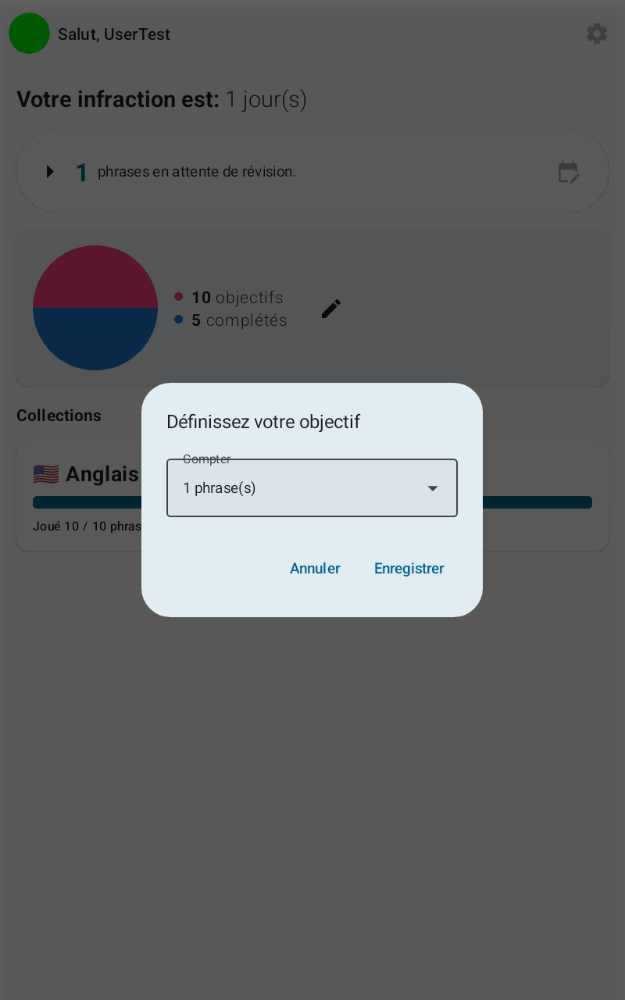 Salut, UserTest
Votre infraction est: 1 jour(s)
1 phrases en attente de révision.
10 objectifs
5 complétés
Définissez votre objectif
Collections
Compter
🇺🇸 Anglais
1 phrase(s)
Joué 10 / 10 phras
Annuler Enregistrer